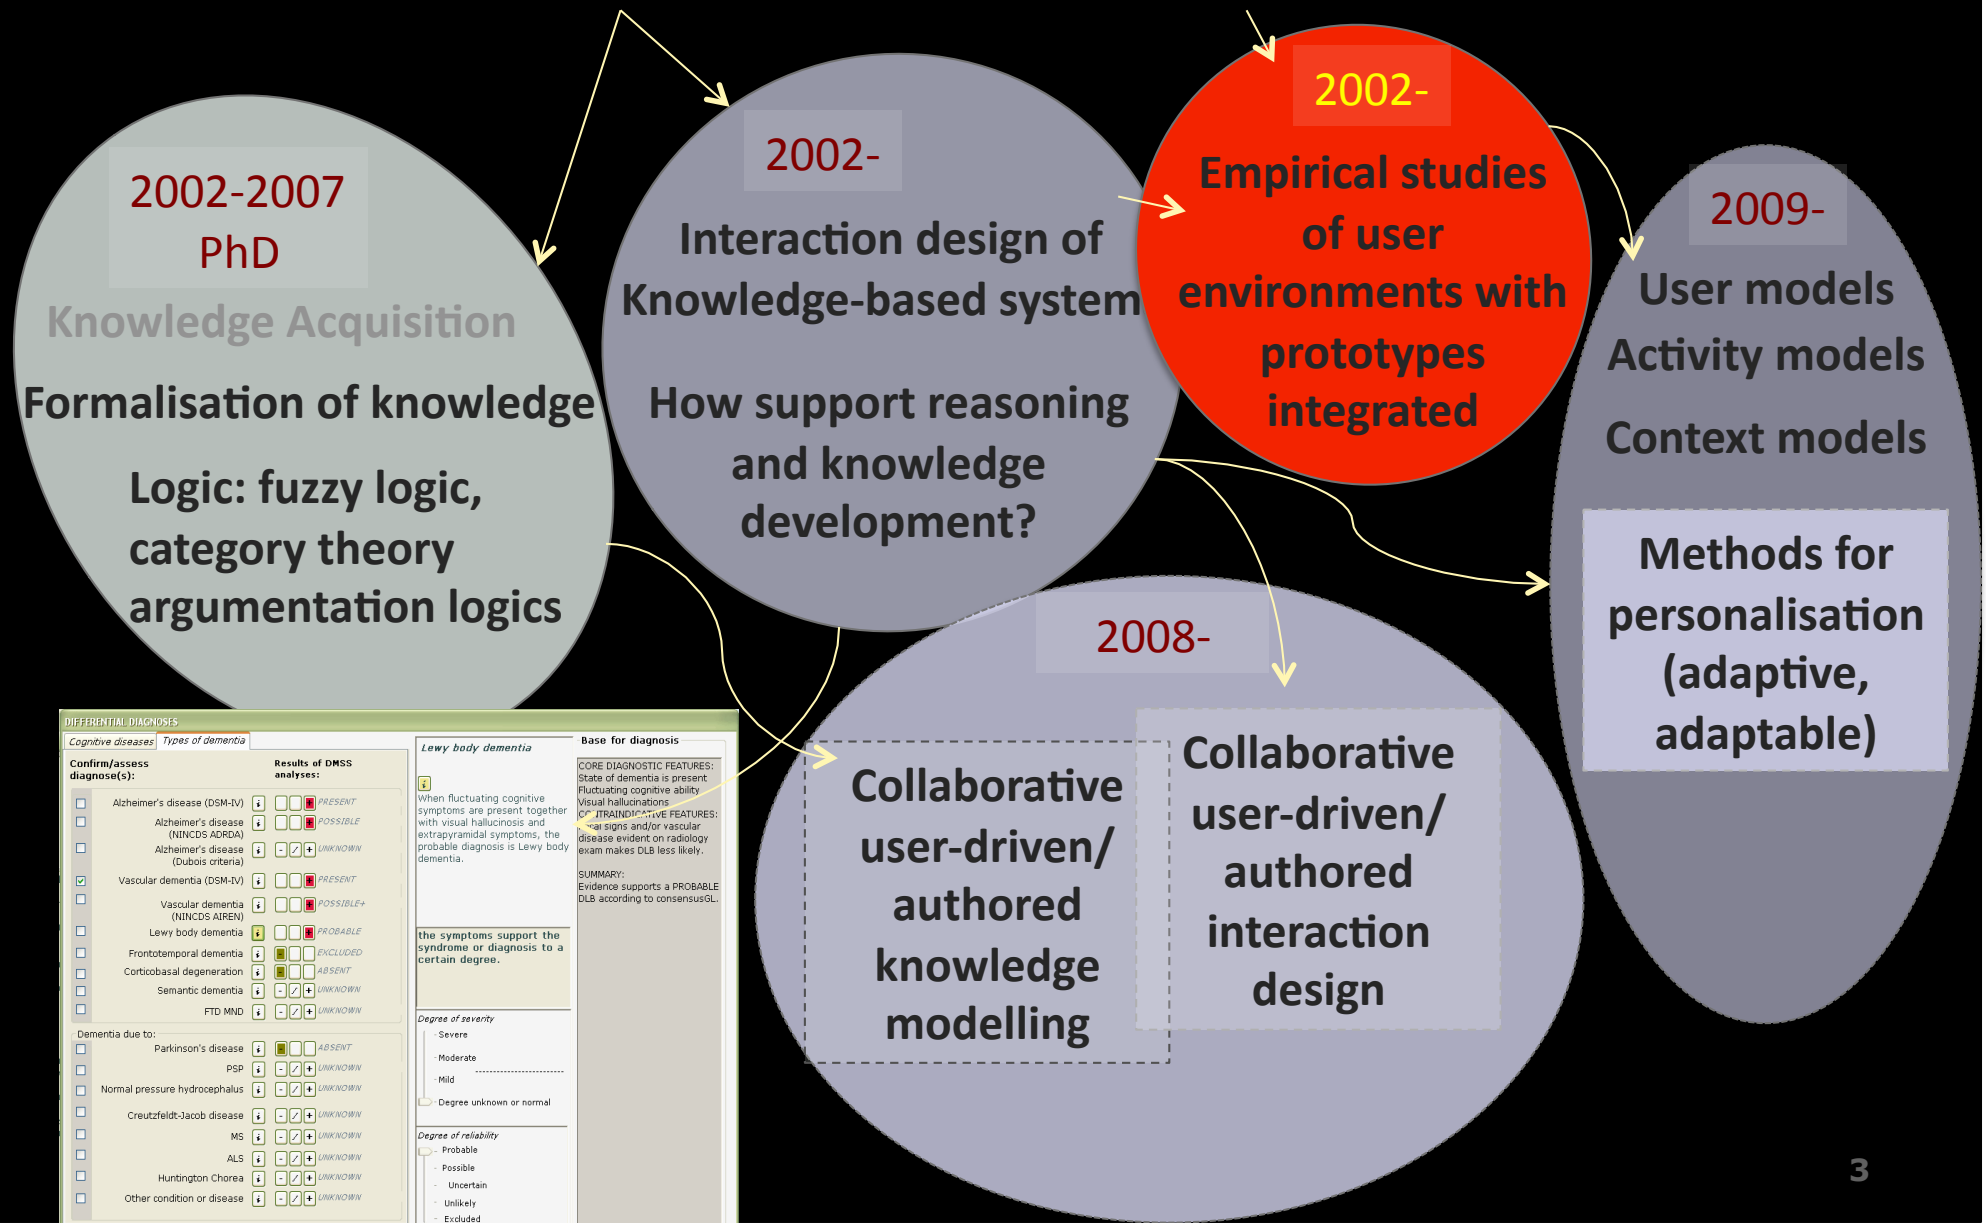 2002-2007
PhD
Knowledge Acquisition
Formalisation of knowledge
Logic: fuzzy logic,
category theory
argumentation logics
2002-
Interaction design of
Knowledge-based system
How support reasoning
and knowledge
development?
2002-
Empirical studies
of user
environments with
prototypes
integrated
2009-
User models
Activity models
Context models
Methods for
personalisation
(adaptive,
adaptable)
2008-
Collaborative
user-driven/
authored
knowledge
modelling
Collaborative
user-driven/
authored
interaction
design
DIFFERENTIAL DIAGNOSES
Cognitive diseases Types of dementia
Confirm/assess
diagnose(s):
Results of DMSS
analyses:
Alzheimer's disease (DSM-IV) i + PRESENT
Alzheimer's disease
(NINCDS ADRDA) i + POSSIBLE
Alzheimer's disease
(Dubois criteria) i - / + UNKNOWN
Vascular dementia (DSM-IV) i + PRESENT
Vascular dementia
(NINCDS AIREN) i + POSSIBLE+
Lewy body dementia i + PROBABLE
Frontotemporal dementia i - EXCLUDED
Corticobasal degeneration i - ABSENT
Semantic dementia i - / + UNKNOWN
FTD MND i - / + UNKNOWN
Dementia due to:
Parkinson's disease i - ABSENT
PSP i - / + UNKNOWN
Normal pressure hydrocephalus i - / + UNKNOWN
Creutzfeldt-Jacob disease i - / + UNKNOWN
MS i - / + UNKNOWN
ALS i - / + UNKNOWN
Huntington Chorea i - / + UNKNOWN
Other condition or disease i - / + UNKNOWN
Lewy body dementia
i
When fluctuating cognitive
symptoms are present together
with visual hallucinosis and
extrapyramidal symptoms, the
probable diagnosis is Lewy body
dementia.
the symptoms support the
syndrome or diagnosis to a
certain degree.
Degree of severity
Severe
Moderate
Mild
Degree unknown or normal
Degree of reliability
Probable
Possible
Uncertain
Unlikely
Excluded
Base for diagnosis
CORE DIAGNOSTIC FEATURES:
State of dementia is present
Fluctuating cognitive ability
Visual hallucinations
CONTRAINDICATIVE FEATURES:
signs and/or vascular
disease evident on radiology
exam makes DLB less likely.
SUMMARY:
Evidence supports a PROBABLE
DLB according to consensusGL.
3